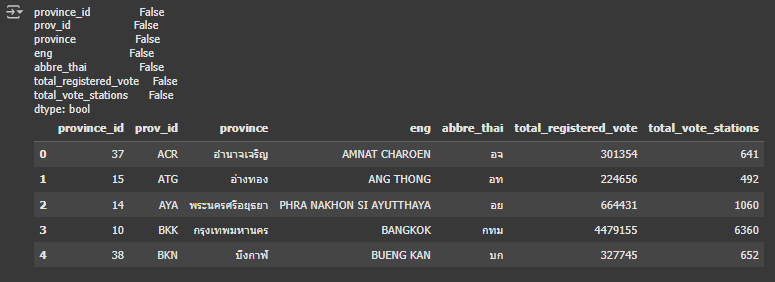 province_id False
prov_id False
province False
eng False
abbre_thai False
total_registered_vote False
total_vote_stations False
dtype: bool
province_id prov_id province eng abbre_thai total_registered_vote total_vote_stations
0 37 ACR อำนาจเจริญ AMNAT CHAROEN อจ 301354 641
1 15 ATG อ่างทอง ANG THONG อท 224656 492
2 14 AYA พระนครศรีอยุธยา PHRA NAKHON SI AYUTTHAYA อย 664431 1060
3 10 BKK กรุงเทพมหานคร BANGKOK กทม 4479155 6360
4 38 BKN บึงกาฬ BUENG KAN บก 327745 652